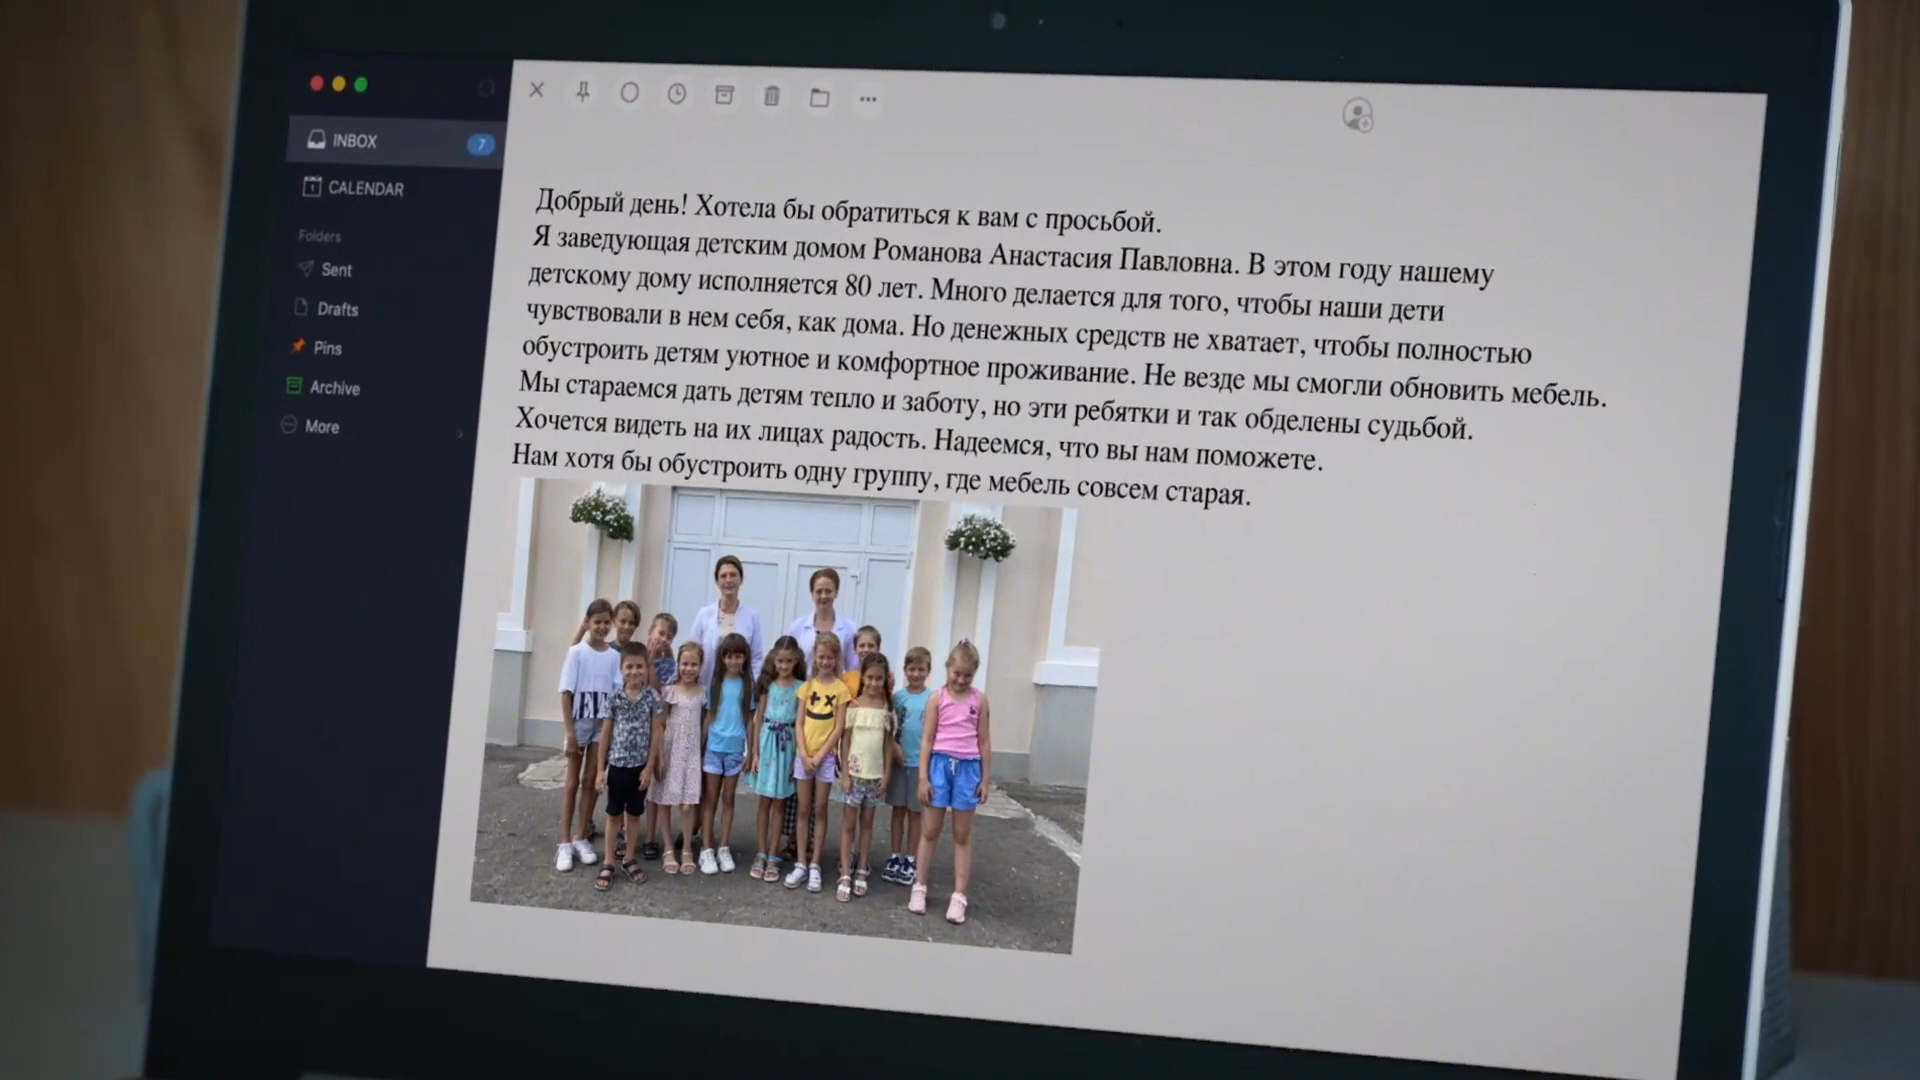 INBOX
7
CALENDAR
Folders
Sent
Drafts
Pins
Archive
More
Добрый день! Хотела бы обратиться к вам с просьбой.
Я заведующая детским домом Романова Анастасия Павловна. В этом году нашему
детскому дому исполняется 80 лет. Много делается для того, чтобы наши дети
чувствовали в нем себя, как дома. Но денежных средств не хватает, чтобы полностью
обустроить детям уютное и комфортное проживание. Не везде мы смогли обновить мебель.
Мы стараемся дать детям тепло и заботу, но эти ребятки и так обделены судьбой.
Хочется видеть на их лицах радость. Надеемся, что вы нам поможете.
Нам хотя бы обустроить одну группу, где мебель совсем старая.